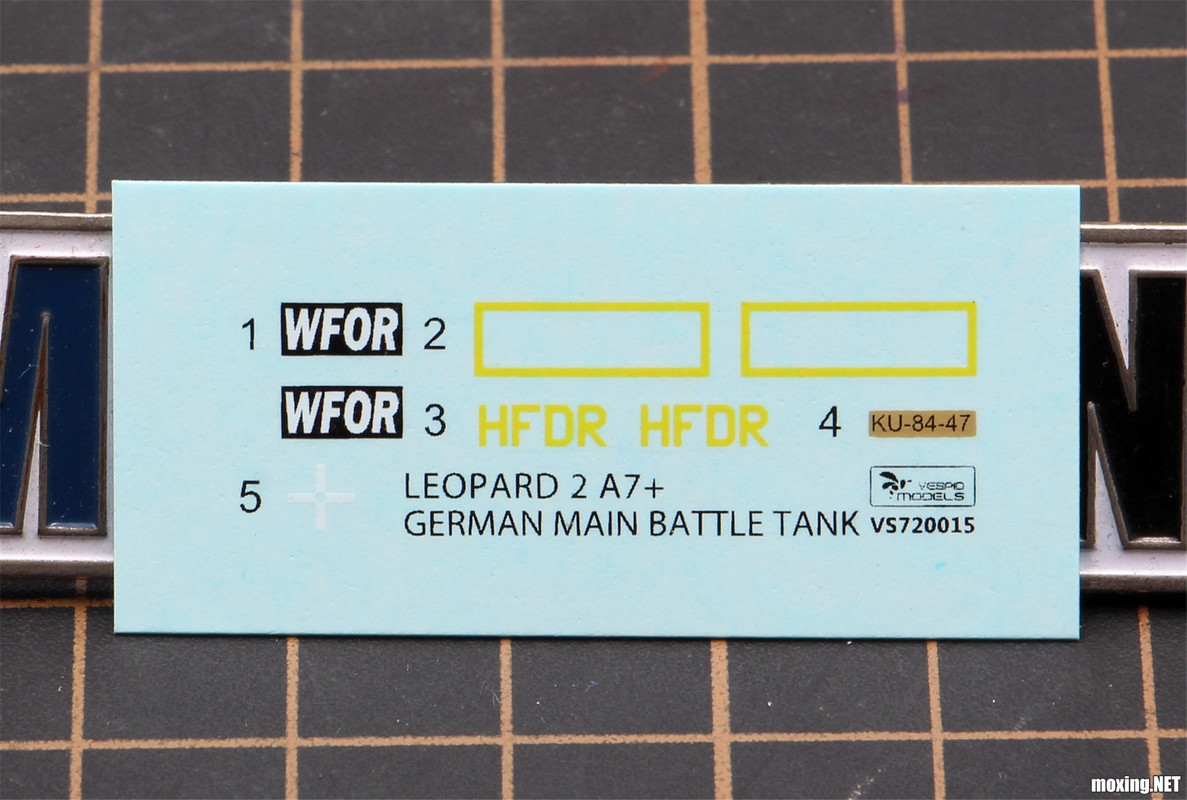 1 WFOR 2
WFOR 3 HFDR HFDR 4 KU-84-47
5
LEOPARD 2 A7+
GERMAN MAIN BATTLE TANK
VESPID
MODELS
VS720015
N
moxing.NET